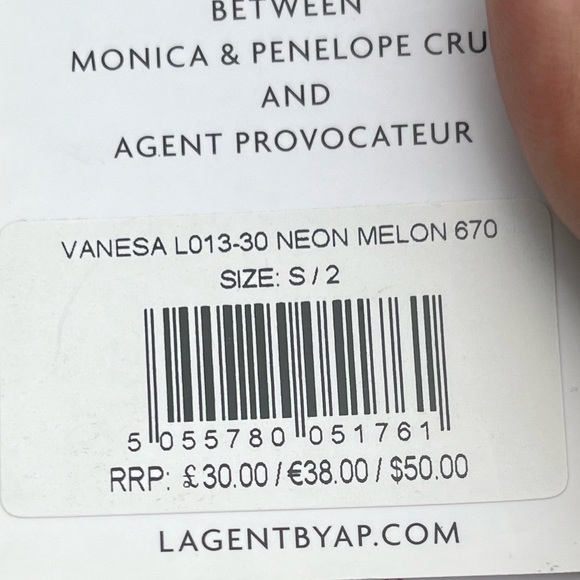 BETWEEN
MONICA & PENELOPE CRU
AND
AGENT PROVOCATEUR
VANESA L013-30 NEON MELON 670
SIZE: S / 2
5 055780 051761
RRP: £30.00 / €38.00 / $50.00
LAGENTBYAP.COM